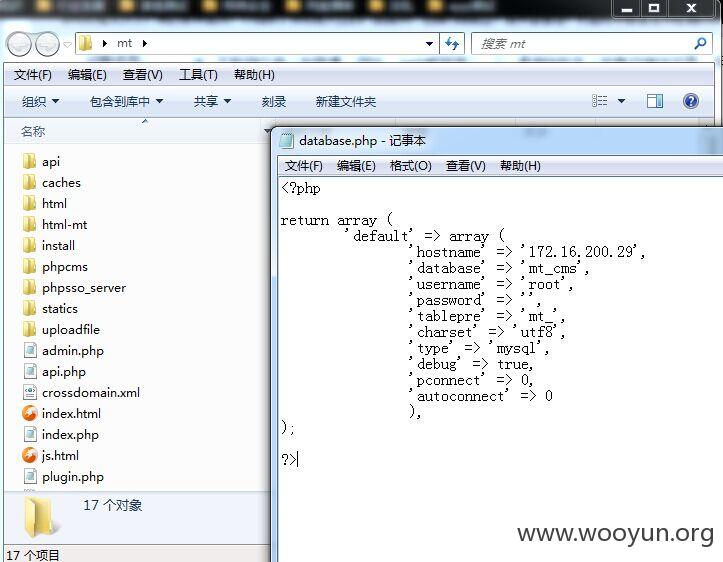 mt
搜索 mt
文件(F) 编辑(E) 查看(V) 工具(T) 帮助(H)
组织 包含到库中 共享 刻录 新建文件夹
名称
api
caches
html
html-mt
install
phpcms
phpsso_server
statics
uploadfile
admin.php
api.php
crossdomain.xml
index.html
index.php
js.html
plugin.php
17 个对象
17 个项目
database.php - 记事本
文件(F) 编辑(E) 格式(O) 查看(V) 帮助(H)
<?php
return array (
'default' => array (
'hostname' => '172.16.200.29',
'database' => 'mt_cms',
'username' => 'root',
'password' => '',
'tablepre' => 'mt_',
'charset' => 'utf8',
'type' => 'mysql',
'debug' => true,
'pconnect' => 0,
'autoconnect' => 0
),
);
?>
www.wooyun.org